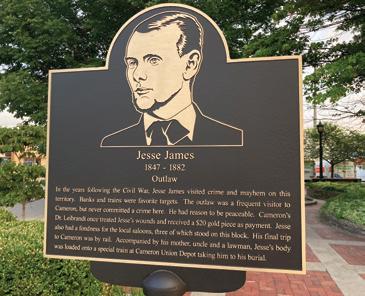 Jesse James
1847 - 1882
Outlaw
In the years following the Civil War, Jesse James visited crime and mayhem on this
territory. Banks and trains were favorite targets. The outlaw was a frequent visitor to
Cameron, but never committed a crime here. He had reason to be peaceable. Cameron's
Dr. Leibrandt once treated Jesse's wounds and received a $20 gold piece as payment. Jesse
also had a fondness for the local saloons, three of which stood on this block. His final trip
to Cameron was by rail. Accompanied by his mother, uncle and a lawman, Jesse's body
was loaded onto a special train at Cameron Union Depot taking him to his burial.